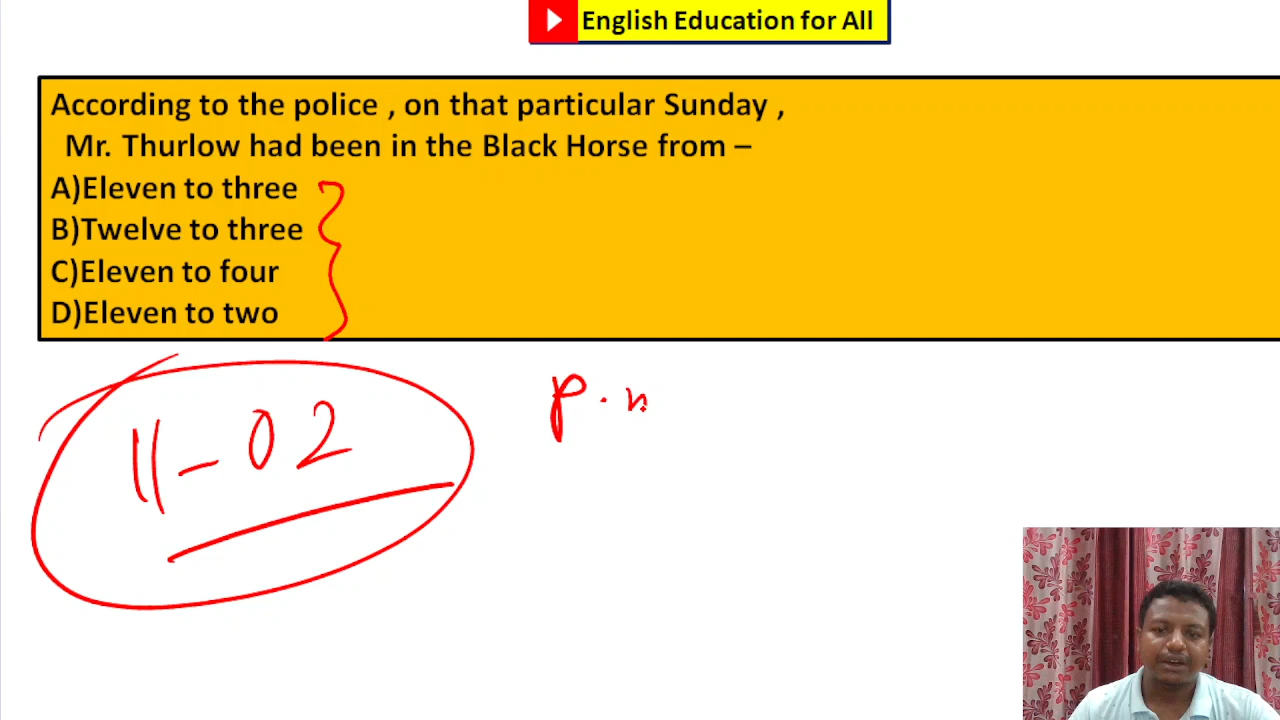 English Education for All
According to the police , on that particular Sunday ,
Mr. Thurlow had been in the Black Horse from –
A)Eleven to three
B)Twelve to three
C)Eleven to four
D)Eleven to two
11-02
p.